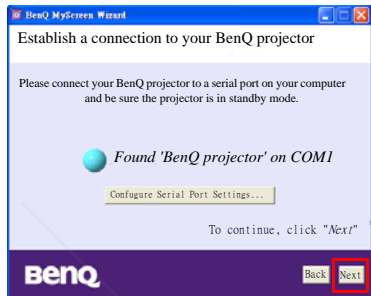 BenQ MyScreen Wizard
Establish a connection to your BenQ projector
Please connect your BenQ projector to a serial port on your computer
and be sure the projector is in standby mode.
Found 'BenQ projector' on COM1
Confugure Serial Port Settings...
To continue, click "Next"
BenQ
Back Next